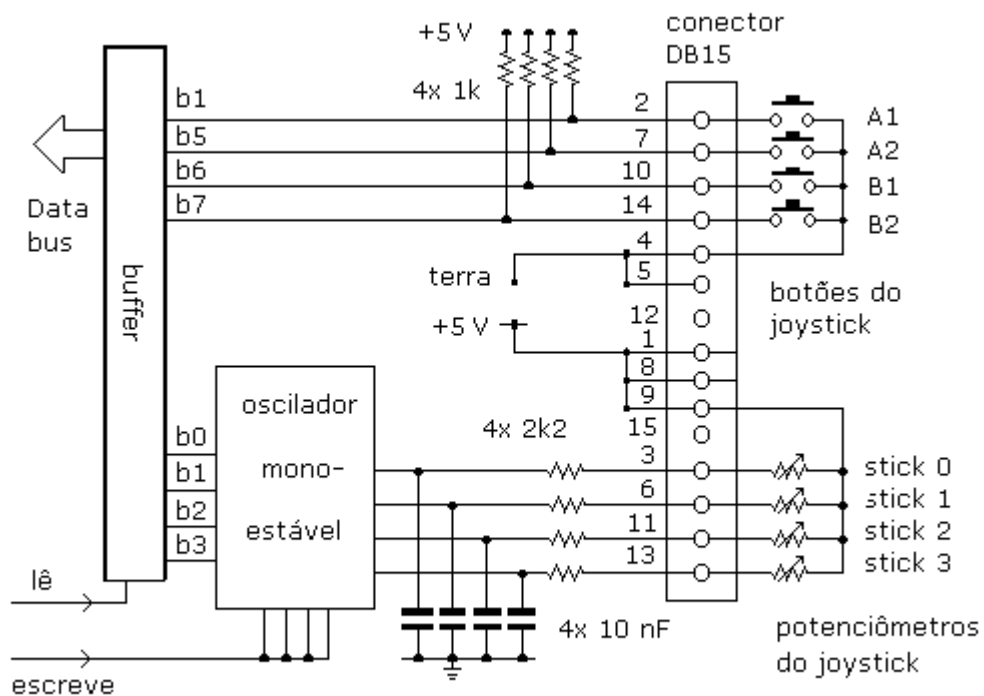 +5 V
conector
DB15
4x 1k
b1
b5
b6
b7
2
7
10
14
4
5
12
1
8
9
15
3
6
11
13
A1
A2
B1
B2
Data
bus
buffer
terra
+5 V
botões do
joystick
oscilador
mono-
estável
4x 2k2
b0
b1
b2
b3
stick 0
stick 1
stick 2
stick 3
lê
4x 10 nF
potenciômetros
do joystick
escreve